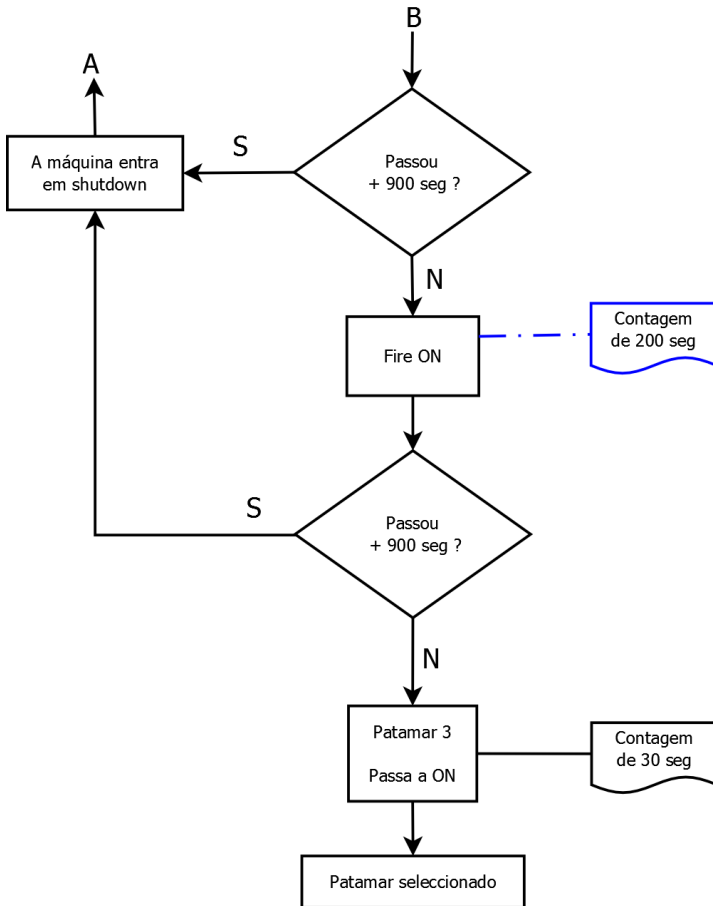 B
A
Passou
+ 900 seg ?
S
A máquina entra
em shutdown
N
Contagem
de 200 seg
Fire ON
S
Passou
+ 900 seg ?
N
Patamar 3
Passa a ON
Contagem
de 30 seg
Patamar seleccionado